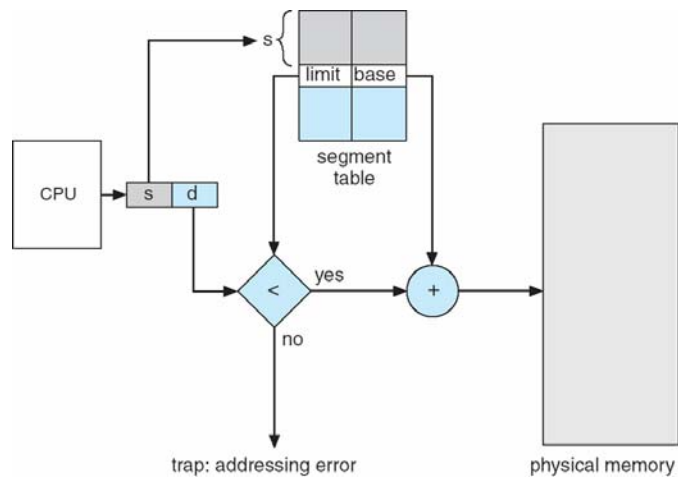 s
limit base
segment
table
CPU
s d
<
yes
+
no
trap: addressing error
physical memory